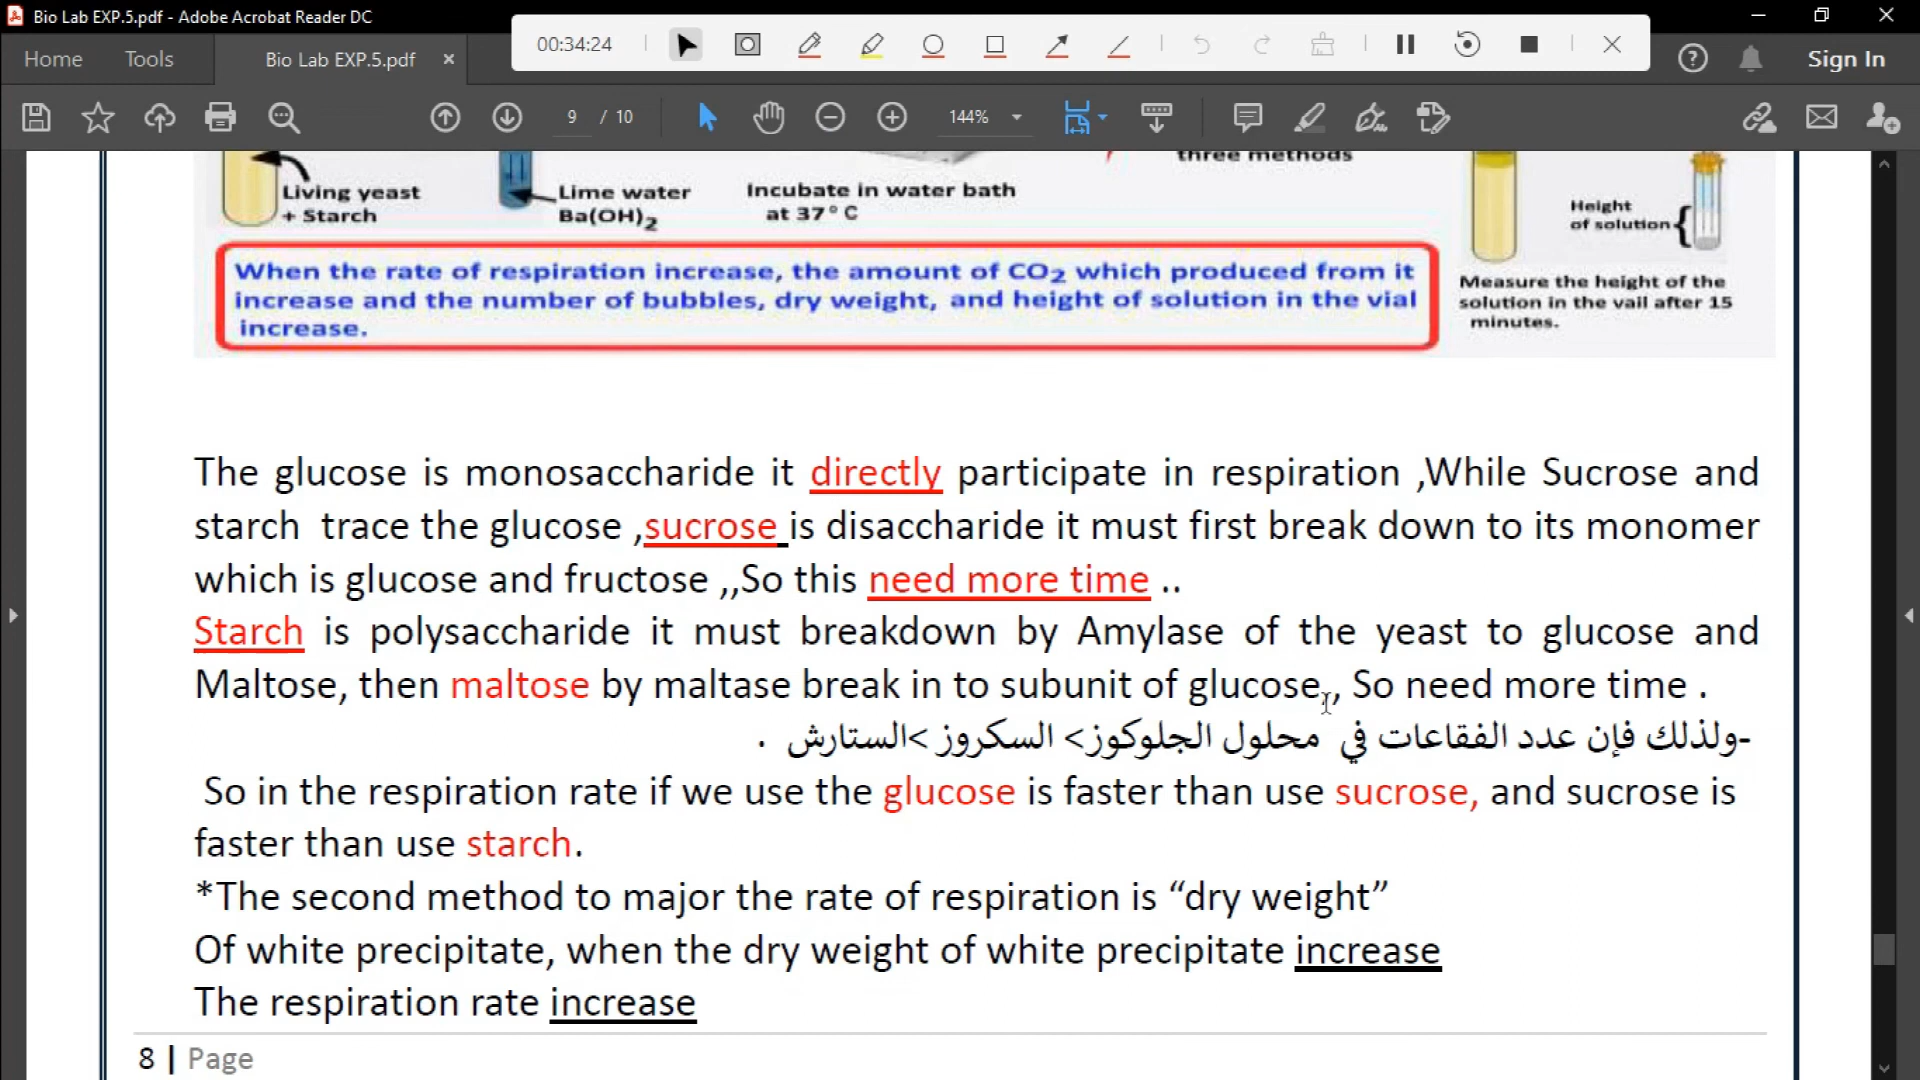 Bio Lab EXP.5.pdf - Adobe Acrobat Reader DC
00:34:24
Home Tools Bio Lab EXP.5.pdf × Sign In
9 / 10 144%
three methods
Living yeast
+ Starch
Lime water
Ba(OH)2
Incubate in water bath
at 37° C
Height
of solution
When the rate of respiration increase, the amount of CO2 which produced from it
increase and the number of bubbles, dry weight, and height of solution in the vial
increase.
Measure the height of the
solution in the vail after 15
minutes.
The glucose is monosaccharide it directly participate in respiration ,While Sucrose and
starch trace the glucose ,sucrose is disaccharide it must first break down to its monomer
which is glucose and fructose ,,So this need more time ..
Starch is polysaccharide it must breakdown by Amylase of the yeast to glucose and
Maltose, then maltose by maltase break in to subunit of glucose,, So need more time .
-ولذلك فإن عدد الفقاعات في محلول الجلوكوز> السكروز >الستارش .
So in the respiration rate if we use the glucose is faster than use sucrose, and sucrose is
faster than use starch.
*The second method to major the rate of respiration is “dry weight”
Of white precipitate, when the dry weight of white precipitate increase
The respiration rate increase
8 | Page